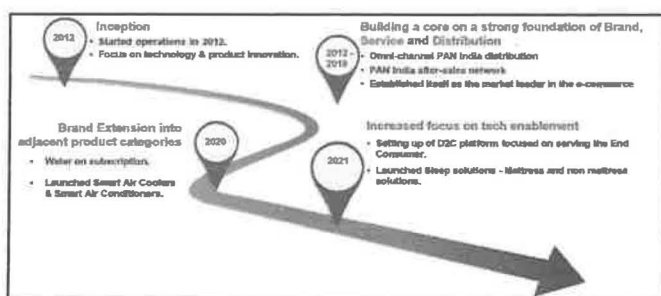 2012
Inception
• Started operations in 2012.
• Focus on technology & product innovation.
2012 -
2019
Building a core on a strong foundation of Brand,
Service and Distribution
• Omni-channel PAN India distribution
• PAN India after-sales network
• Established itself as the market leader in the e-commerce
Brand Extension into
adjacent product categories
• Water on subscription.
• Launched Smart Air Coolers
& Smart Air Conditioners.
2020
2021
Increased focus on tech enablement
• Setting up of D2C platform focused on serving the End
Consumer.
• Launched Sleep solutions - Mattress and non mattress
solutions.